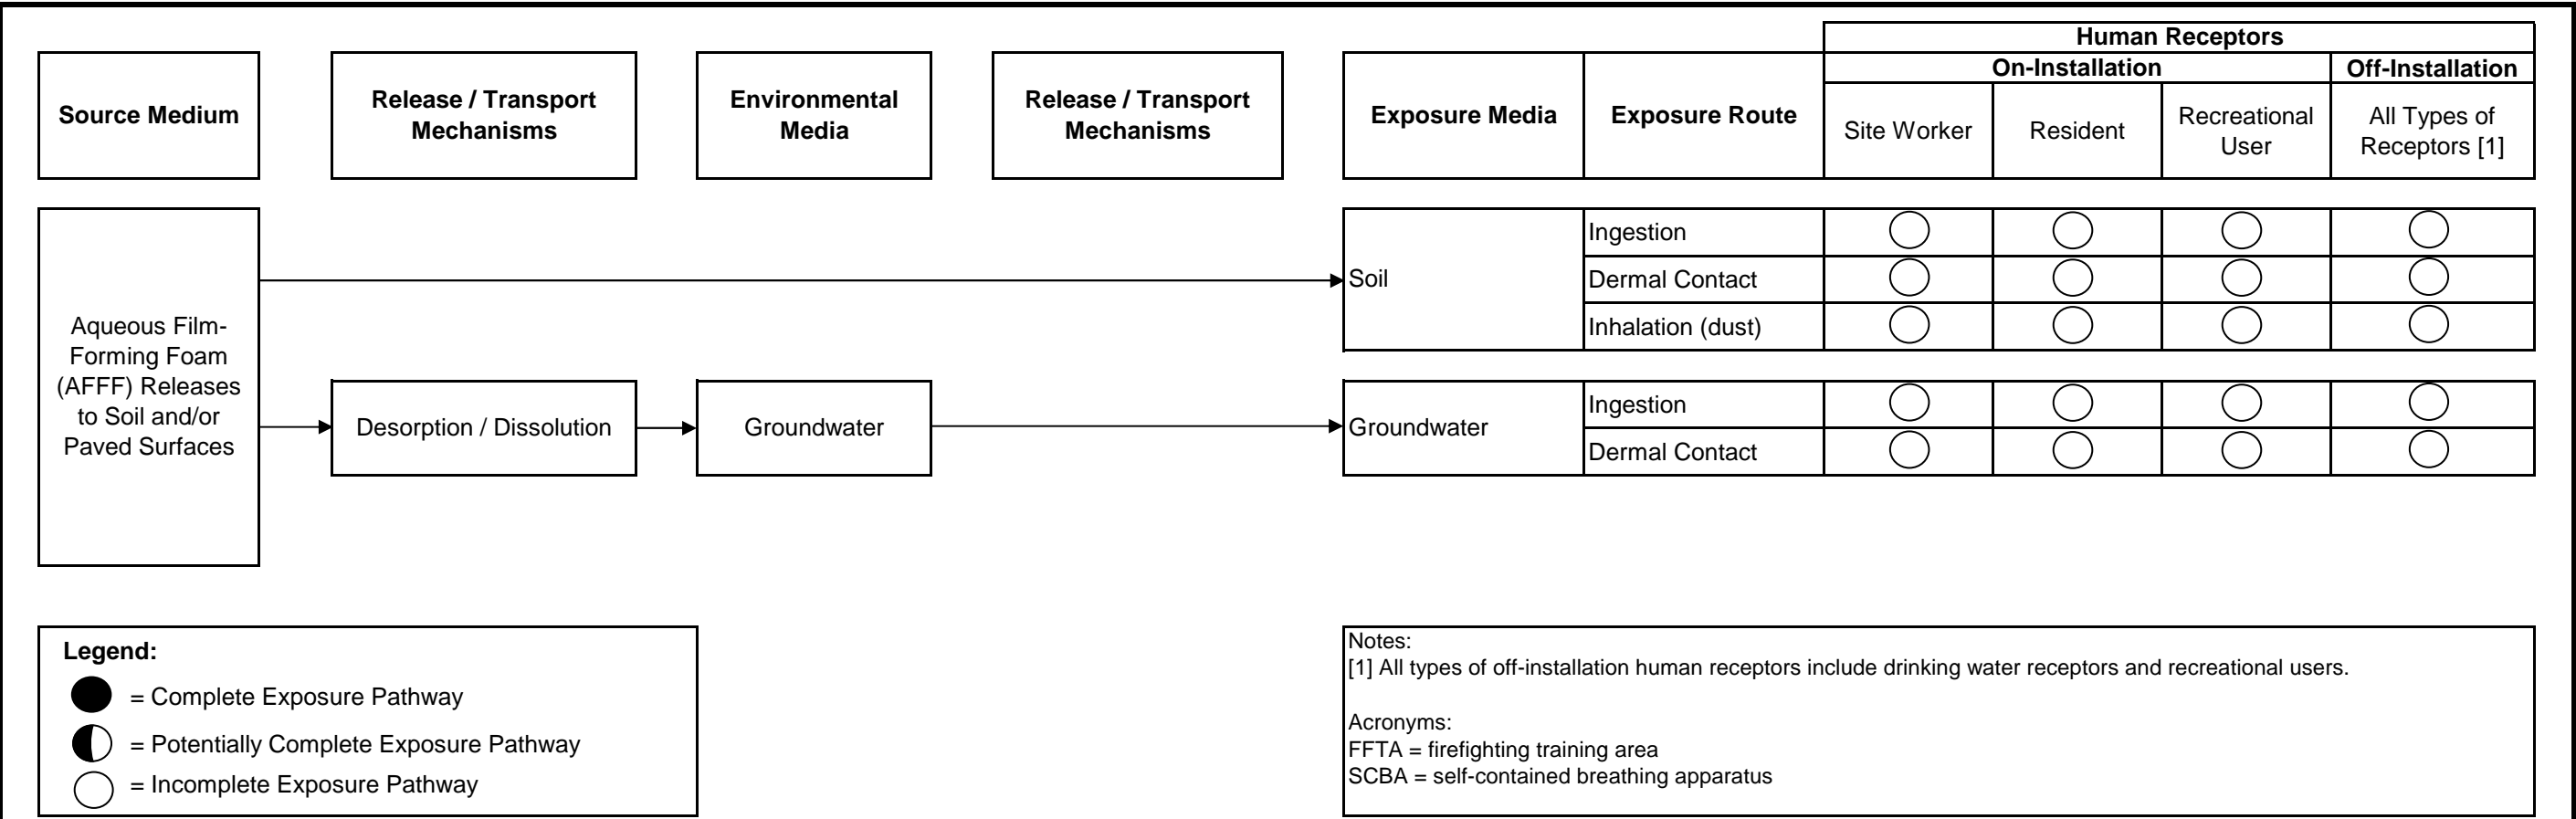 Human Receptors
On-Installation
Off-Installation
Source Medium
Release / Transport
Mechanisms
Environmental
Media
Release / Transport
Mechanisms
Exposure Media
Exposure Route
Site Worker
Resident
Recreational
User
All Types of
Receptors [1]
Aqueous Film-
Forming Foam
(AFFF) Releases
to Soil and/or
Paved Surfaces
Soil
Ingestion
Dermal Contact
Inhalation (dust)
Desorption / Dissolution
Groundwater
Groundwater
Ingestion
Dermal Contact
Legend:
= Complete Exposure Pathway
= Potentially Complete Exposure Pathway
= Incomplete Exposure Pathway
Notes:
[1] All types of off-installation human receptors include drinking water receptors and recreational users.
Acronyms:
FFTA = firefighting training area
SCBA = self-contained breathing apparatus